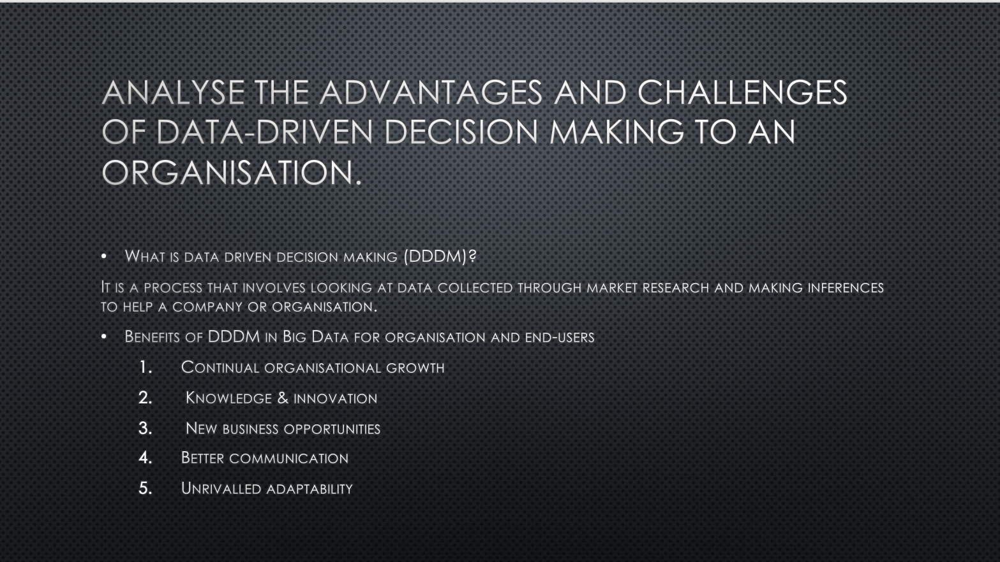 ANALYSE THE ADVANTAGES AND CHALLENGES
OF DATA-DRIVEN DECISION MAKING TO AN
ORGANISATION.
• What is data driven decision making (DDDM)?
It is a process that involves looking at data collected through market research and making inferences
to help a company or organisation.
• Benefits of DDDM in Big Data for organisation and end-users
1. Continual organisational growth
2. Knowledge & innovation
3. New business opportunities
4. Better communication
5. Unrivalled adaptability